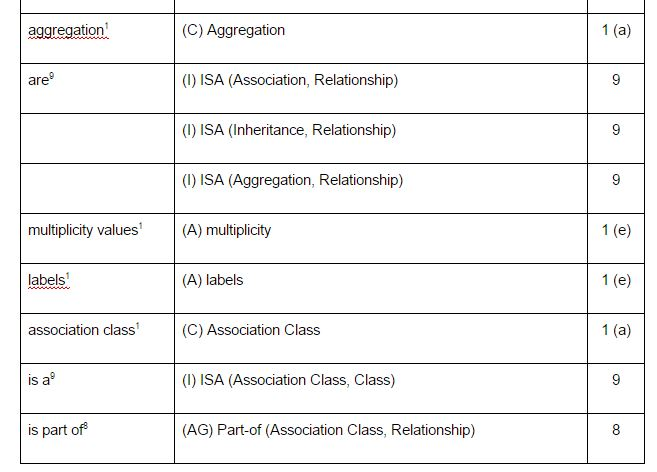 aggregation¹ (C) Aggregation 1 (a)
are⁹ (I) ISA (Association, Relationship) 9
(I) ISA (Inheritance, Relationship) 9
(I) ISA (Aggregation, Relationship) 9
multiplicity values¹ (A) multiplicity 1 (e)
labels¹ (A) labels 1 (e)
association class¹ (C) Association Class 1 (a)
is a⁹ (I) ISA (Association Class, Class) 9
is part of⁸ (AG) Part-of (Association Class, Relationship) 8